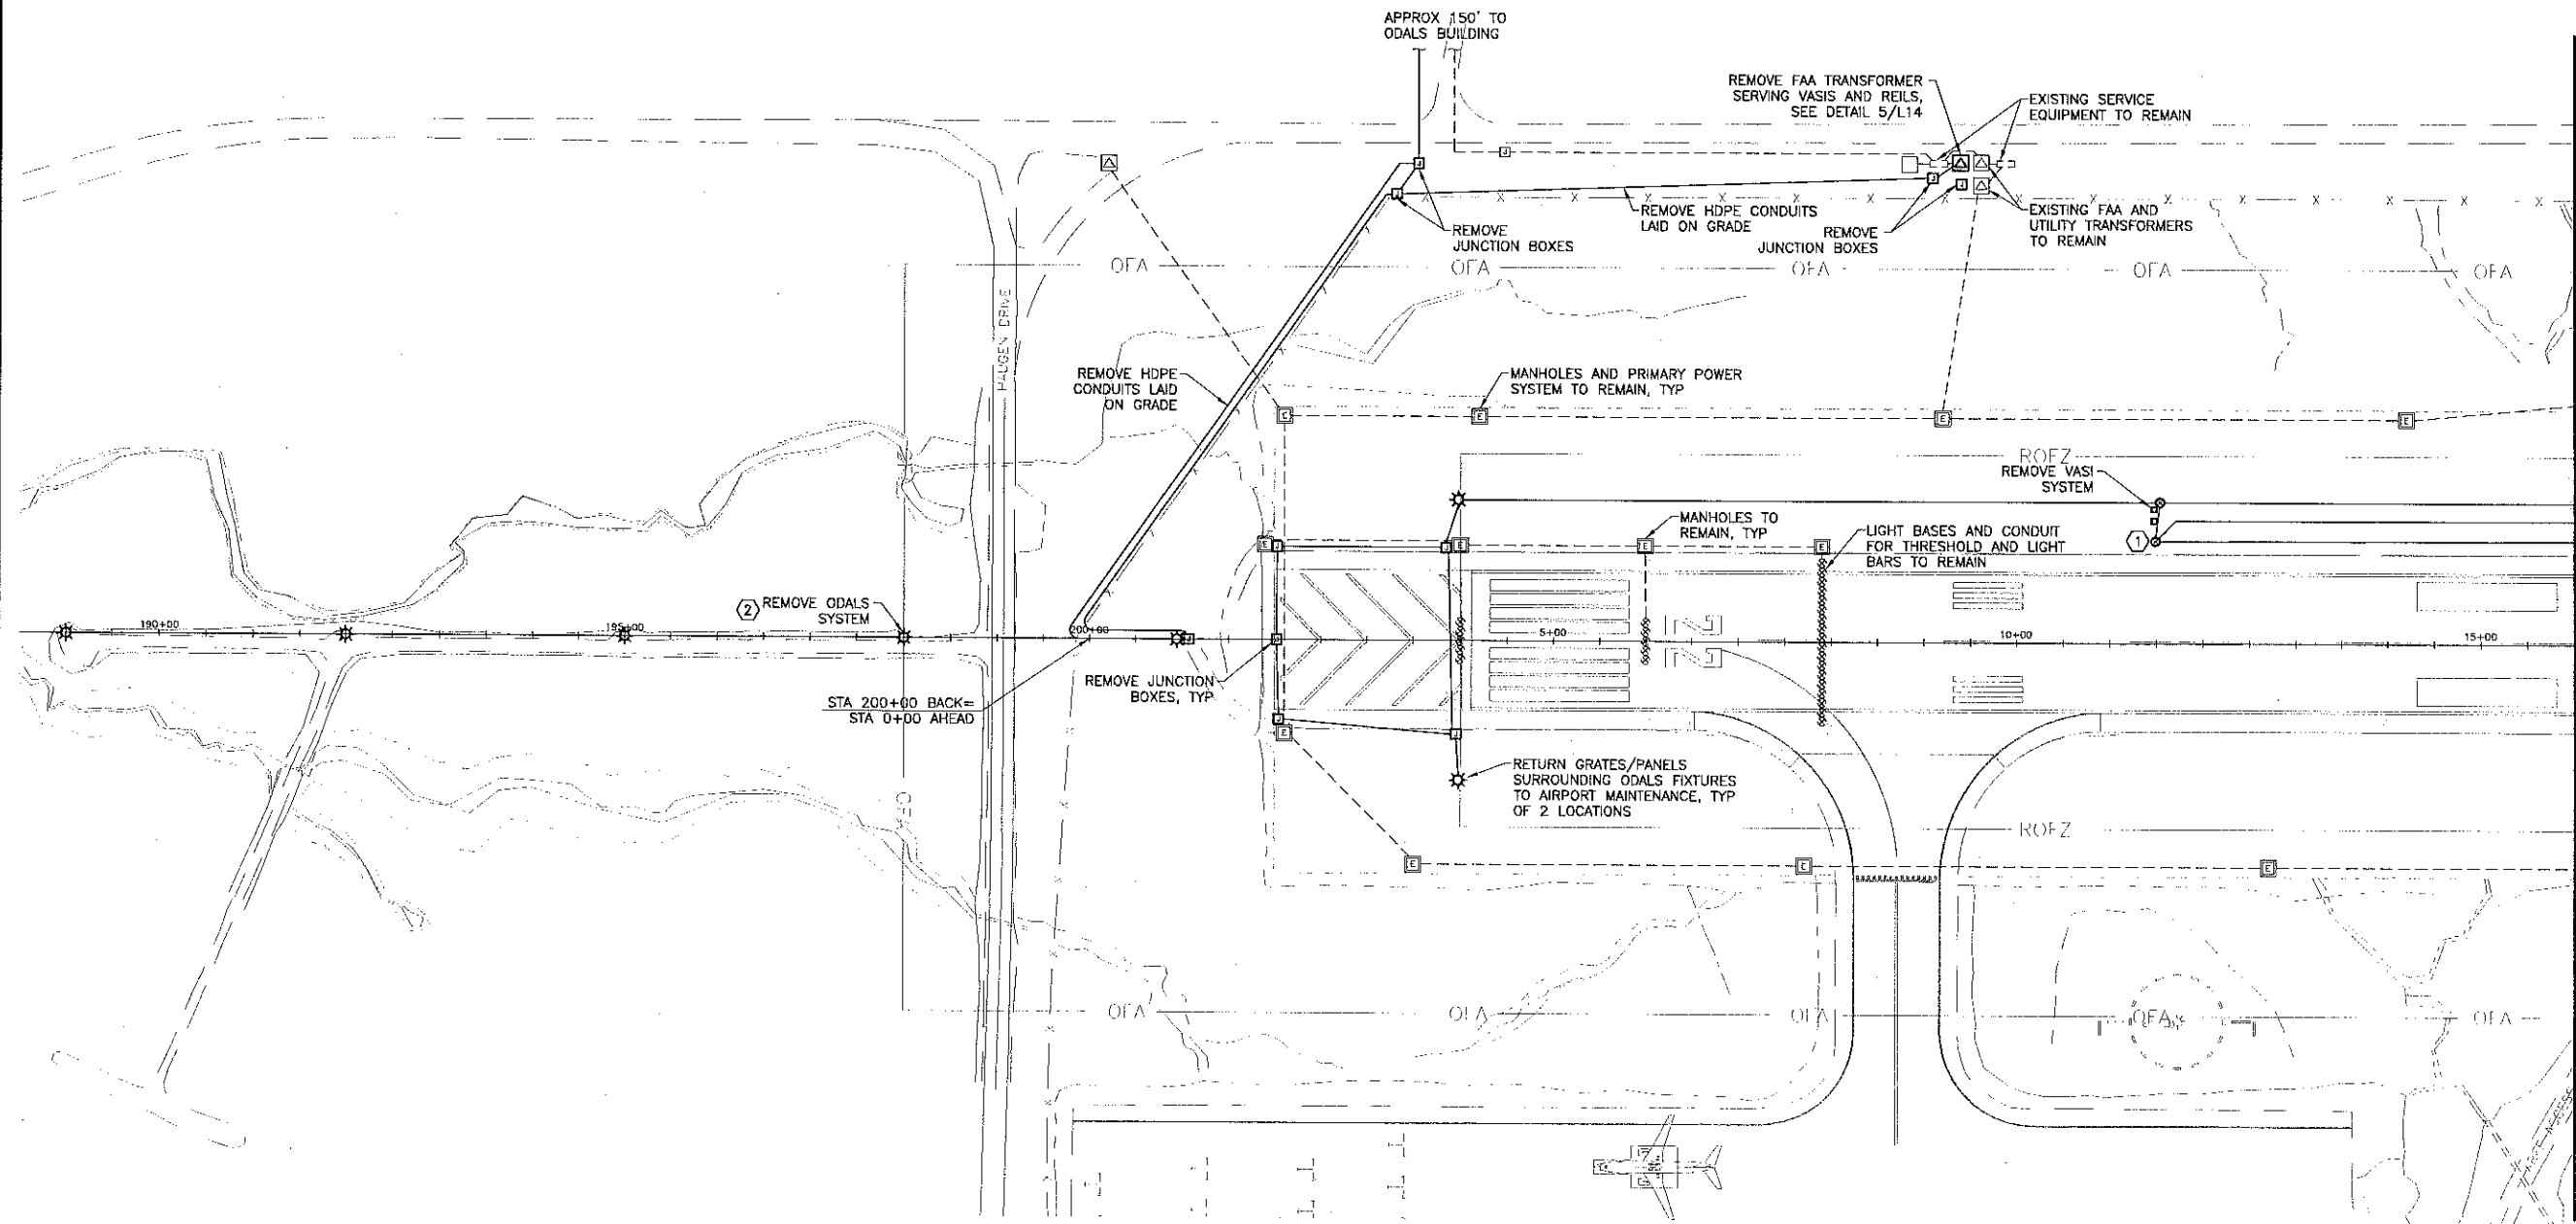 APPROX 150' TO
ODALS BUILDING
REMOVE FAA TRANSFORMER
SERVING VASIS AND REILS,
SEE DETAIL 5/L14
EXISTING SERVICE
EQUIPMENT TO REMAIN
J
J
J
J
J
REMOVE HDPE CONDUITS
LAID ON GRADE
REMOVE
JUNCTION BOXES
REMOVE
JUNCTION BOXES
EXISTING FAA AND
UTILITY TRANSFORMERS
TO REMAIN
OFA
OFA
OFA
OFA
OFA
HAUGEN DRIVE
REMOVE HDPE
CONDUITS LAID
ON GRADE
MANHOLES AND PRIMARY POWER
SYSTEM TO REMAIN, TYP
E
E
E
E
ROFZ
REMOVE VASI
SYSTEM
1
MANHOLES TO
REMAIN, TYP
LIGHT BASES AND CONDUIT
FOR THRESHOLD AND LIGHT
BARS TO REMAIN
E
J
J
E
E
E
2
REMOVE ODALS
SYSTEM
190+00
195+00
200+00
5+00
10+00
15+00
J
J
REMOVE JUNCTION
BOXES, TYP
STA 200+00 BACK=
STA 0+00 AHEAD
J
E
J
RETURN GRATES/PANELS
SURROUNDING ODALS FIXTURES
TO AIRPORT MAINTENANCE, TYP
OF 2 LOCATIONS
OFA
ROFZ
E
E
E
OFA
OFA
OFA
OFA
OFA